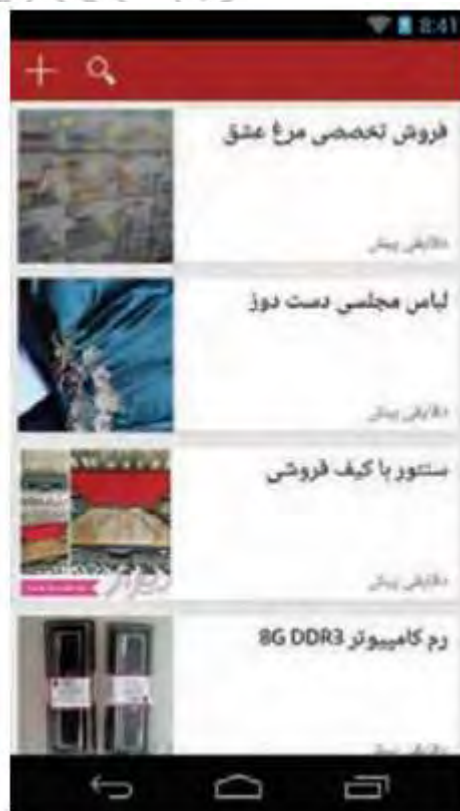 8:41
فروش تخصصی مرغ عشق
دقایقی پیش
لباس مجلسی دست دوز
دقایقی پیش
سنتور با کیف فروشی
دقایقی پیش
رم کامپیوتر 8G DDR3